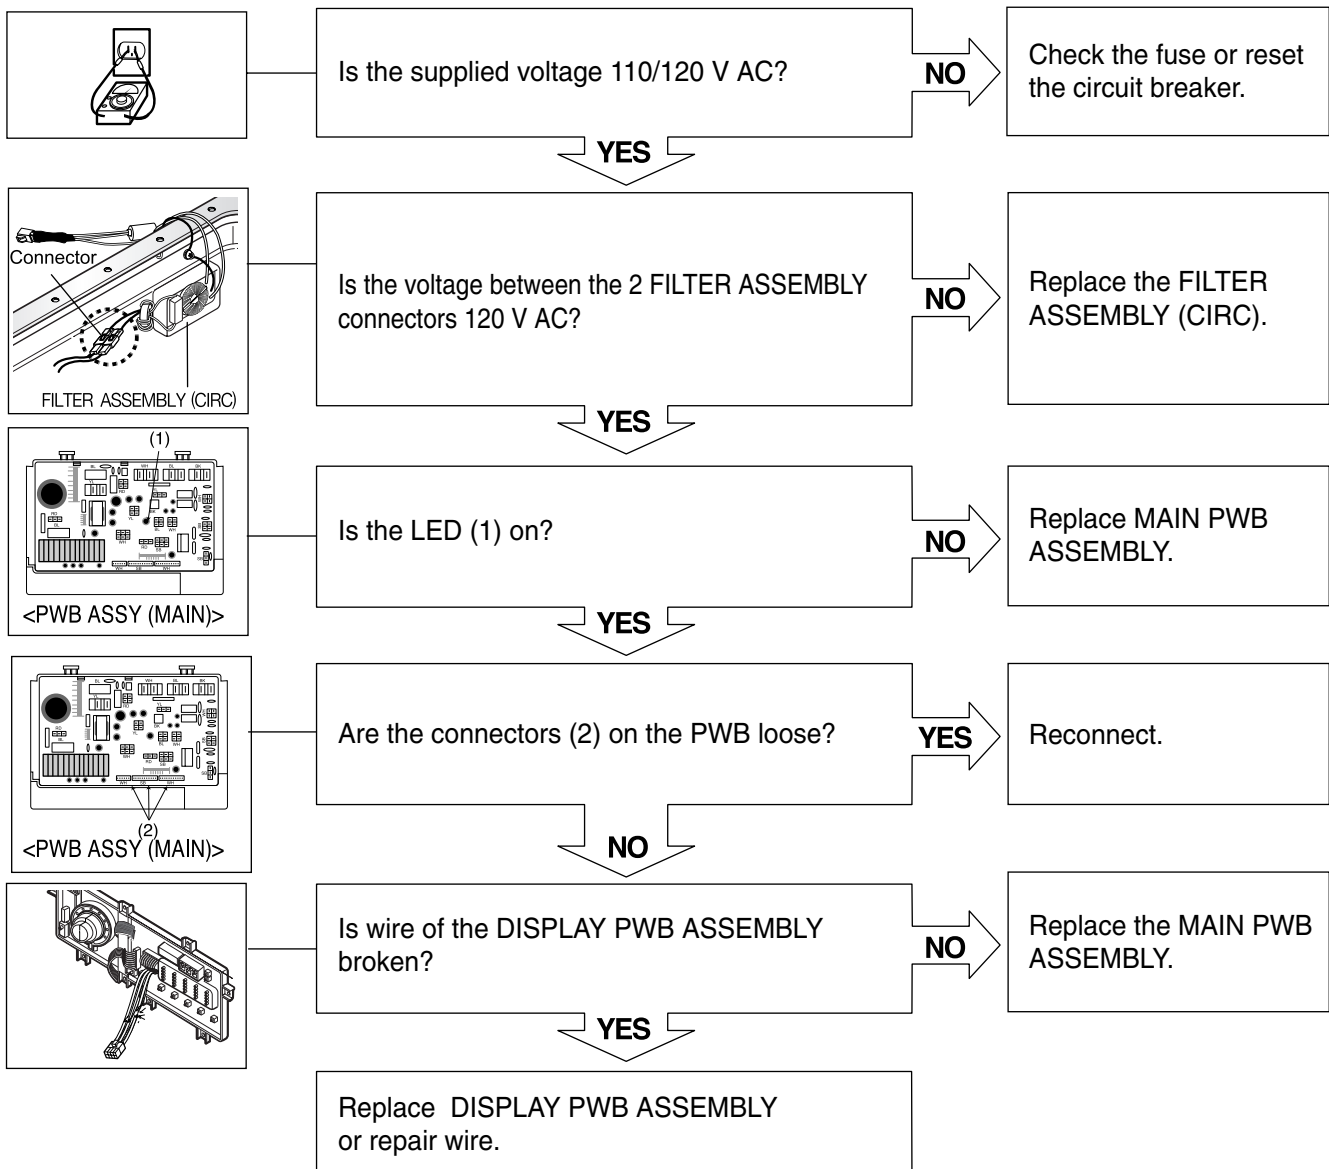 Is the supplied voltage 110/120 V AC?
NO
Check the fuse or reset
the circuit breaker.
YES
Connector
FILTER ASSEMBLY (CIRC)
Is the voltage between the 2 FILTER ASSEMBLY
connectors 120 V AC?
NO
Replace the FILTER
ASSEMBLY (CIRC).
YES
(1)
<PWB ASSY (MAIN)>
Is the LED (1) on?
NO
Replace MAIN PWB
ASSEMBLY.
YES
(2)
<PWB ASSY (MAIN)>
Are the connectors (2) on the PWB loose?
YES
Reconnect.
NO
Is wire of the DISPLAY PWB ASSEMBLY
broken?
NO
Replace the MAIN PWB
ASSEMBLY.
YES
Replace DISPLAY PWB ASSEMBLY
or repair wire.